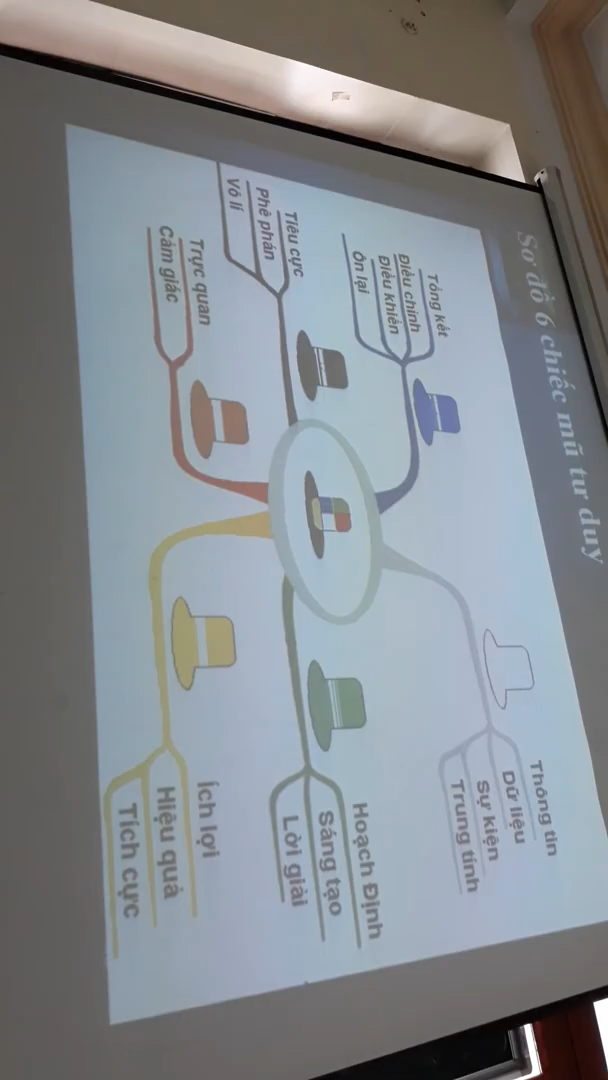 Sơ đồ 6 chiếc mũ tư duy
Tổng kết
Điều chỉnh
Điều khiển
Ôn lại
Tiêu cực
Phê phán
Vô lí
Trực quan
Cảm giác
Thông tin
Dữ liệu
Sự kiện
Trung tính
Hoạch Định
Sáng tạo
Lời giải
Ích lợi
Hiệu quả
Tích cực